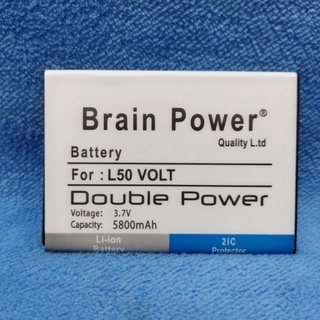 Brain Power®
Quality L.td
Battery
For : L50 VOLT
Double Power
Voltage: 3.7V
Capacity: 5800mAh
Li-ion
Battery
2IC
Protector